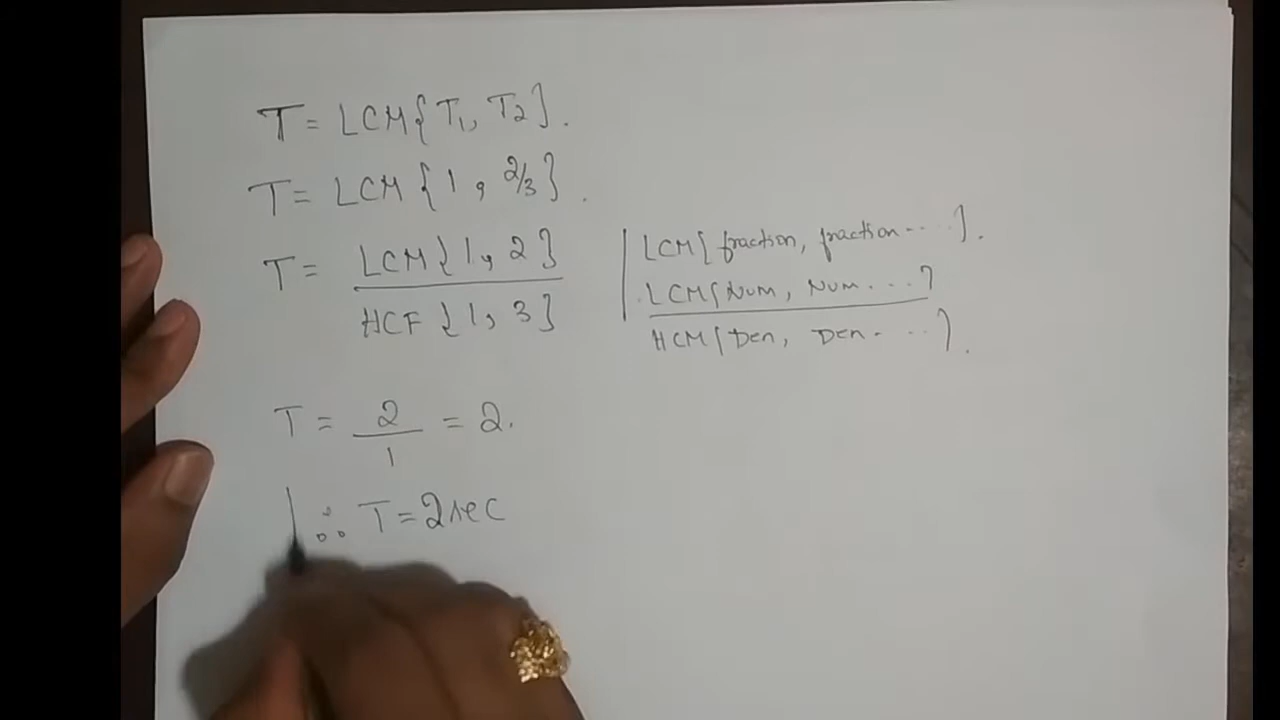 T = LCM{T1, T2}.
T = LCM{1, 2/3}.
T = LCM{1, 2} / HCF{1, 3}
LCM{fraction, fraction....}.
LCM{Num, Num....}
HCM{Den, Den....}.
T = 2/1 = 2.
∴ T = 2sec